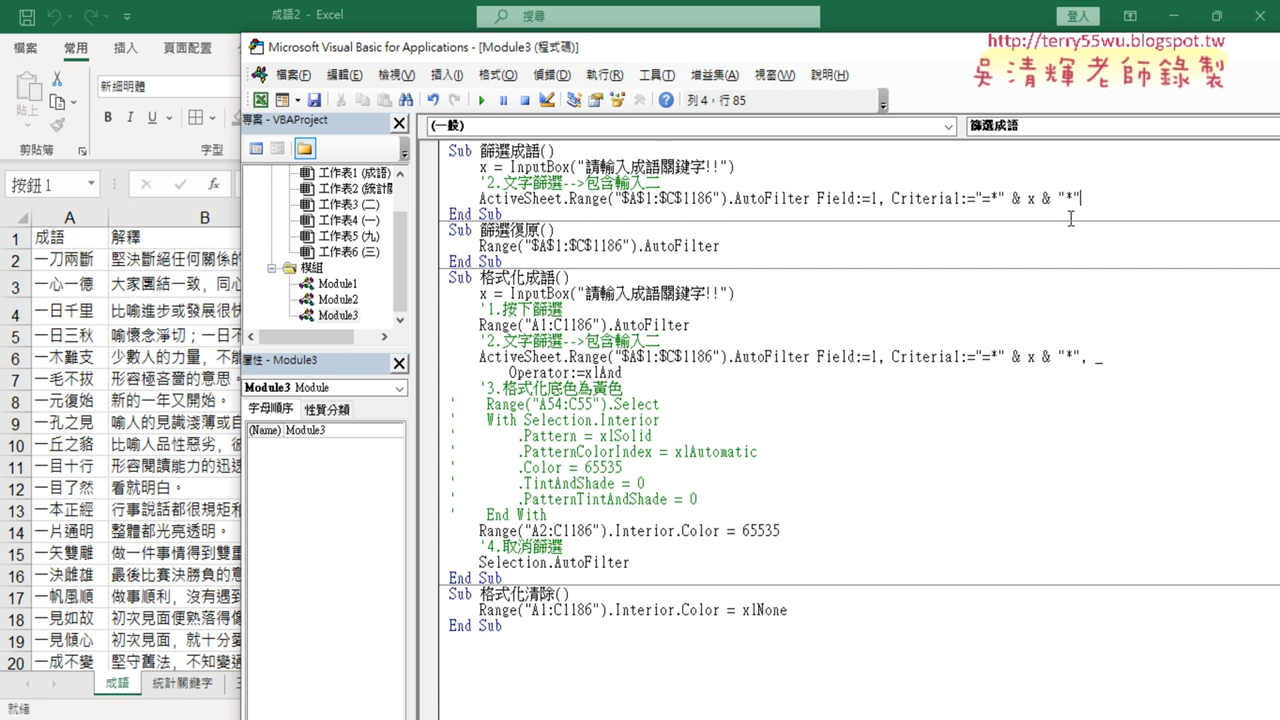 成語2 - Excel
搜尋
登入
檔案
常用
插入
頁面配置
新細明體
貼上
B I U
剪貼簿
字型
按鈕 1
fx
A
B
1 成語 解釋
2 一刀兩斷 堅決斷絕任何關係的
3 一心一德 大家團結一致，同心
4 一日千里 比喻進步或發展很快
5 一日三秋 喻懷念淨切；一日不
6 一木難支 少數人的力量，不能
7 一毛不拔 形容極吝嗇的意思。
8 一元復始 新的一年又開始。
9 一孔之見 喻人的見識淺薄或自
10 一丘之貉 比喻人品性惡劣，彼
11 一目十行 形容閱讀能力的迅速
12 一目了然 看就明白。
13 一本正經 行事說話都很規矩和
14 一片通明 整體都光亮透明。
15 一矢雙雕 做一件事情得到雙重
16 一決雌雄 最後比賽決勝負的意
17 一帆風順 做事順利，沒有遇到
18 一見如故 初次見面便熟落得像
19 一見傾心 初次見面，就十分愛
20 一成不變 堅守舊法，不知變通
成語
統計關鍵字
就緒
Microsoft Visual Basic for Applications - [Module3 (程式碼)]
檔案(F) 編輯(E) 檢視(V) 插入(I) 格式(O) 偵錯(D) 執行(R) 工具(T) 增益集(A) 視窗(W) 說明(H)
列 4，行 85
http://terry55wu.blogspot.tw
吳清輝老師錄製
專案 - VBAProject
工作表1 (成語)
工作表2 (統計關
工作表3 (二)
工作表4 (一)
工作表5 (九)
工作表6 (三)
模組
Module1
Module2
Module3
屬性 - Module3
Module3 Module
字母順序 性質分類
(Name) Module3
(一般)
篩選成語
Sub 篩選成語()
x = InputBox("請輸入成語關鍵字!!")
'2.文字篩選-->包含輸入二
ActiveSheet.Range("$A$1:$C$1186").AutoFilter Field:=1, Criteria1:="=*" & x & "*"
End Sub
Sub 篩選復原()
Range("$A$1:$C$1186").AutoFilter
End Sub
Sub 格式化成語()
x = InputBox("請輸入成語關鍵字!!")
'1.按下篩選
Range("A1:C1186").AutoFilter
'2.文字篩選-->包含輸入二
ActiveSheet.Range("$A$1:$C$1186").AutoFilter Field:=1, Criteria1:="=*" & x & "*", _
Operator:=xlAnd
'3.格式化底色為黃色
' Range("A54:C55").Select
' With Selection.Interior
' .Pattern = xlSolid
' .PatternColorIndex = xlAutomatic
' .Color = 65535
' .TintAndShade = 0
' .PatternTintAndShade = 0
' End With
Range("A2:C1186").Interior.Color = 65535
'4.取消篩選
Selection.AutoFilter
End Sub
Sub 格式化清除()
Range("A1:C1186").Interior.Color = xlNone
End Sub